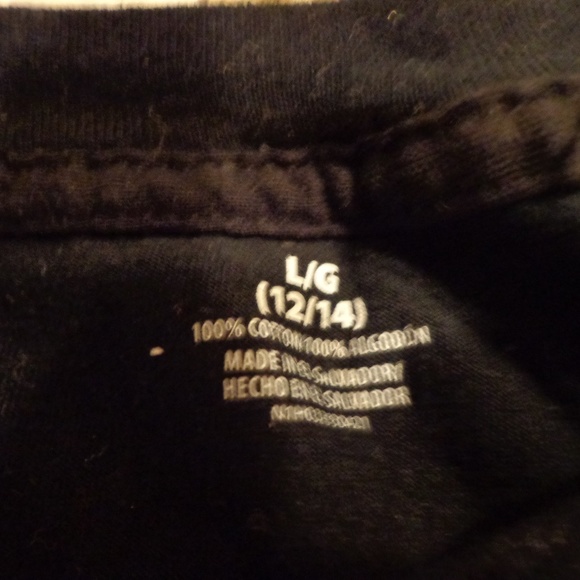 L/G
(12/14)
100% COTTON 100% ALGODÓN
MADE IN EL SALVADOR
HECHO EN EL SALVADOR